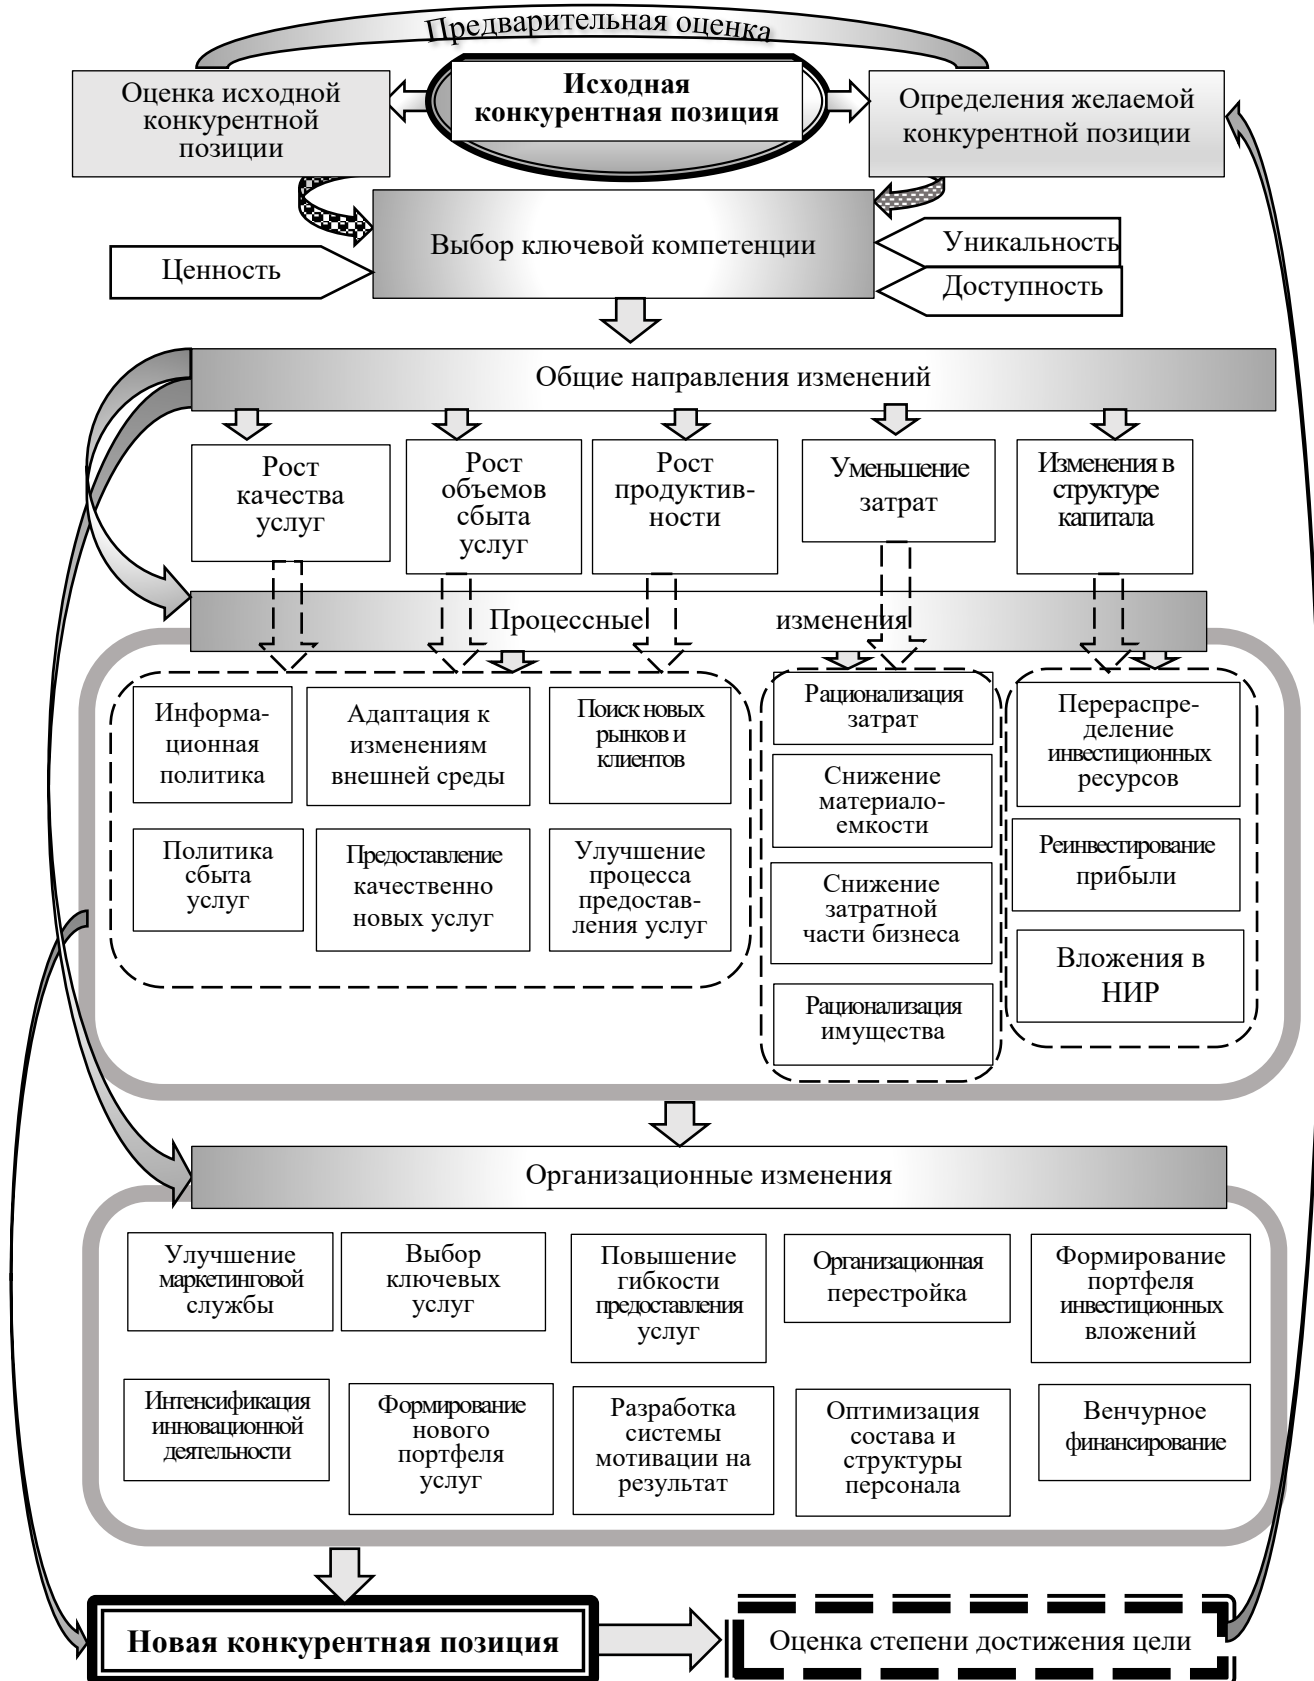 Предварительная оценка
Исходная
конкурентная позиция
Оценка исходной
конкурентной
позиции
Определения желаемой
конкурентной позиции
Выбор ключевой компетенции
Ценность
Уникальность
Доступность
Общие направления изменений
Рост
качества
услуг
Рост
объемов
сбыта
услуг
Рост
продуктив-
ности
Уменьшение
затрат
Изменения в
структуре
капитала
Процессные изменения
Информа-
ционная
политика
Адаптация к
изменениям
внешней среды
Поиск новых
рынков и
клиентов
Политика
сбыта
услуг
Предоставление
качественно
новых услуг
Улучшение
процесса
предостав-
ления услуг
Рационализация
затрат
Снижение
материало-
емкости
Снижение
затратной
части бизнеса
Рационализация
имущества
Перераспре-
деление
инвестиционных
ресурсов
Реинвестирование
прибыли
Вложения в
НИР
Организационные изменения
Улучшение
маркетинговой
службы
Выбор
ключевых
услуг
Повышение
гибкости
предоставления
услуг
Организационная
перестройка
Формирование
портфеля
инвестиционных
вложений
Интенсификация
инновационной
деятельности
Формирование
нового
портфеля
услуг
Разработка
системы
мотивации на
результат
Оптимизация
состава и
структуры
персонала
Венчурное
финансирование
Новая конкурентная позиция
Оценка степени достижения цели